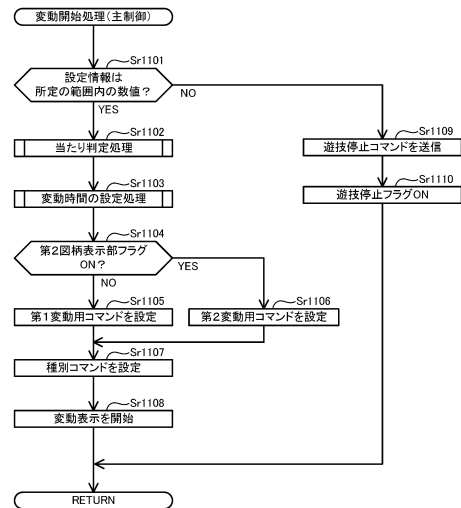 変動開始処理(主制御)
Sr1101
設定情報は
所定の範囲内の数値？
NO
YES
Sr1102
当たり判定処理
Sr1109
遊技停止コマンドを送信
Sr1103
変動時間の設定処理
Sr1110
遊技停止フラグON
Sr1104
第2図柄表示部フラグ
ON？
YES
NO
Sr1105
第1変動用コマンドを設定
Sr1106
第2変動用コマンドを設定
Sr1107
種別コマンドを設定
Sr1108
変動表示を開始
RETURN